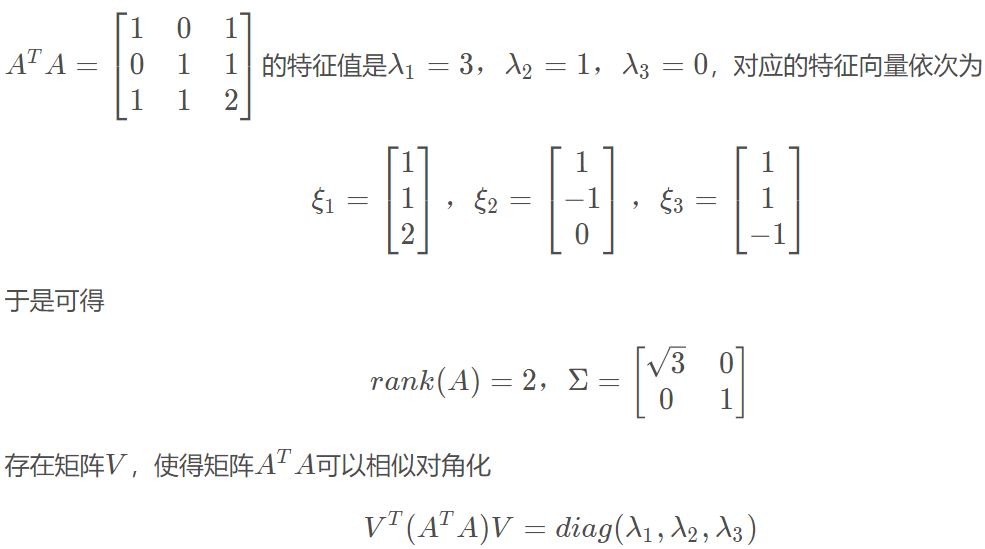 $A^T A = \begin{bmatrix} 1 & 0 & 1 \\ 0 & 1 & 1 \\ 1 & 1 & 2 \end{bmatrix}$ 的特征值是$\lambda_1 = 3$，$\lambda_2 = 1$，$\lambda_3 = 0$，对应的特征向量依次为
$\xi_1 = \begin{bmatrix} 1 \\ 1 \\ 2 \end{bmatrix}$，$\xi_2 = \begin{bmatrix} 1 \\ -1 \\ 0 \end{bmatrix}$，$\xi_3 = \begin{bmatrix} 1 \\ 1 \\ -1 \end{bmatrix}$
于是可得
$rank(A) = 2$，$\Sigma = \begin{bmatrix} \sqrt{3} & 0 \\ 0 & 1 \end{bmatrix}$
存在矩阵$V$，使得矩阵$A^T A$可以相似对角化
$V^T (A^T A) V = diag(\lambda_1, \lambda_2, \lambda_3)$